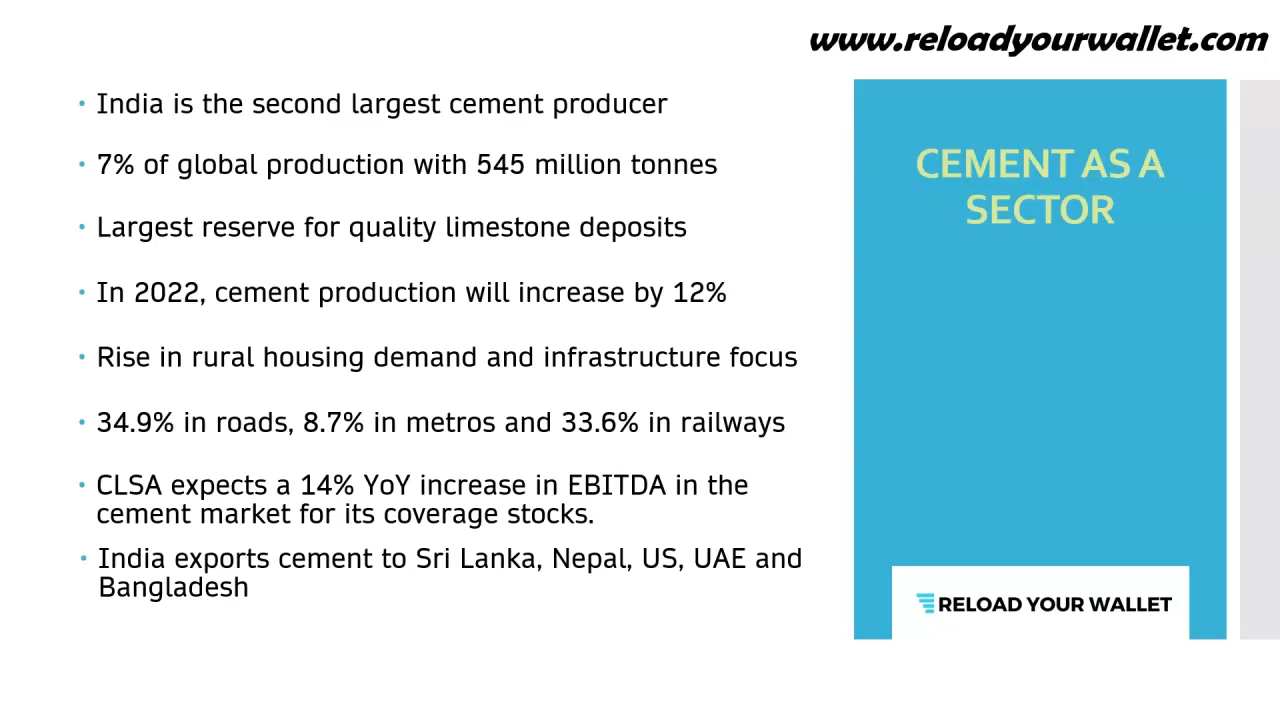 www.reloadyourwallet.com
• India is the second largest cement producer
• 7% of global production with 545 million tonnes
• Largest reserve for quality limestone deposits
• In 2022, cement production will increase by 12%
• Rise in rural housing demand and infrastructure focus
• 34.9% in roads, 8.7% in metros and 33.6% in railways
• CLSA expects a 14% YoY increase in EBITDA in the
cement market for its coverage stocks.
• India exports cement to Sri Lanka, Nepal, US, UAE and
Bangladesh
CEMENT AS A
SECTOR
RELOAD YOUR WALLET